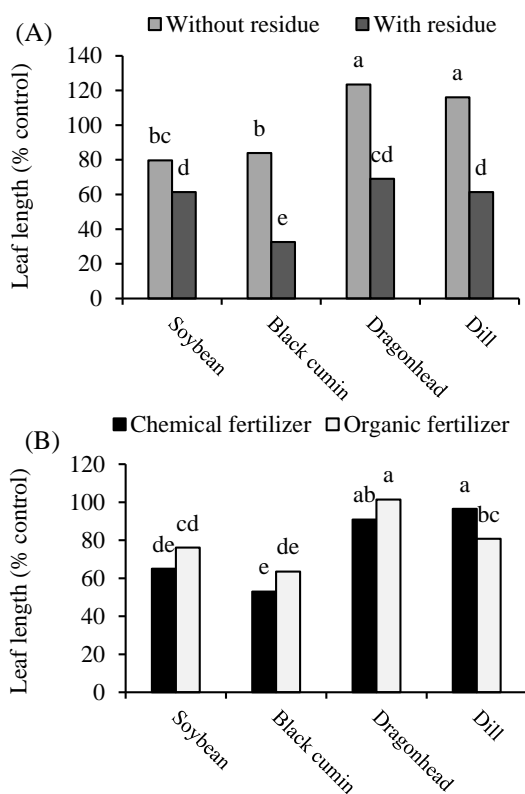 (A)
Without residue With residue
Leaf length (% control)
140
120
100
80
60
40
20
0
bc d b e a cd a d
Soybean Black cumin Dragonhead Dill
(B)
Chemical fertilizer Organic fertilizer
Leaf length (% control)
120
100
80
60
40
20
0
de cd e de ab a a bc
Soybean Black cumin Dragonhead Dill